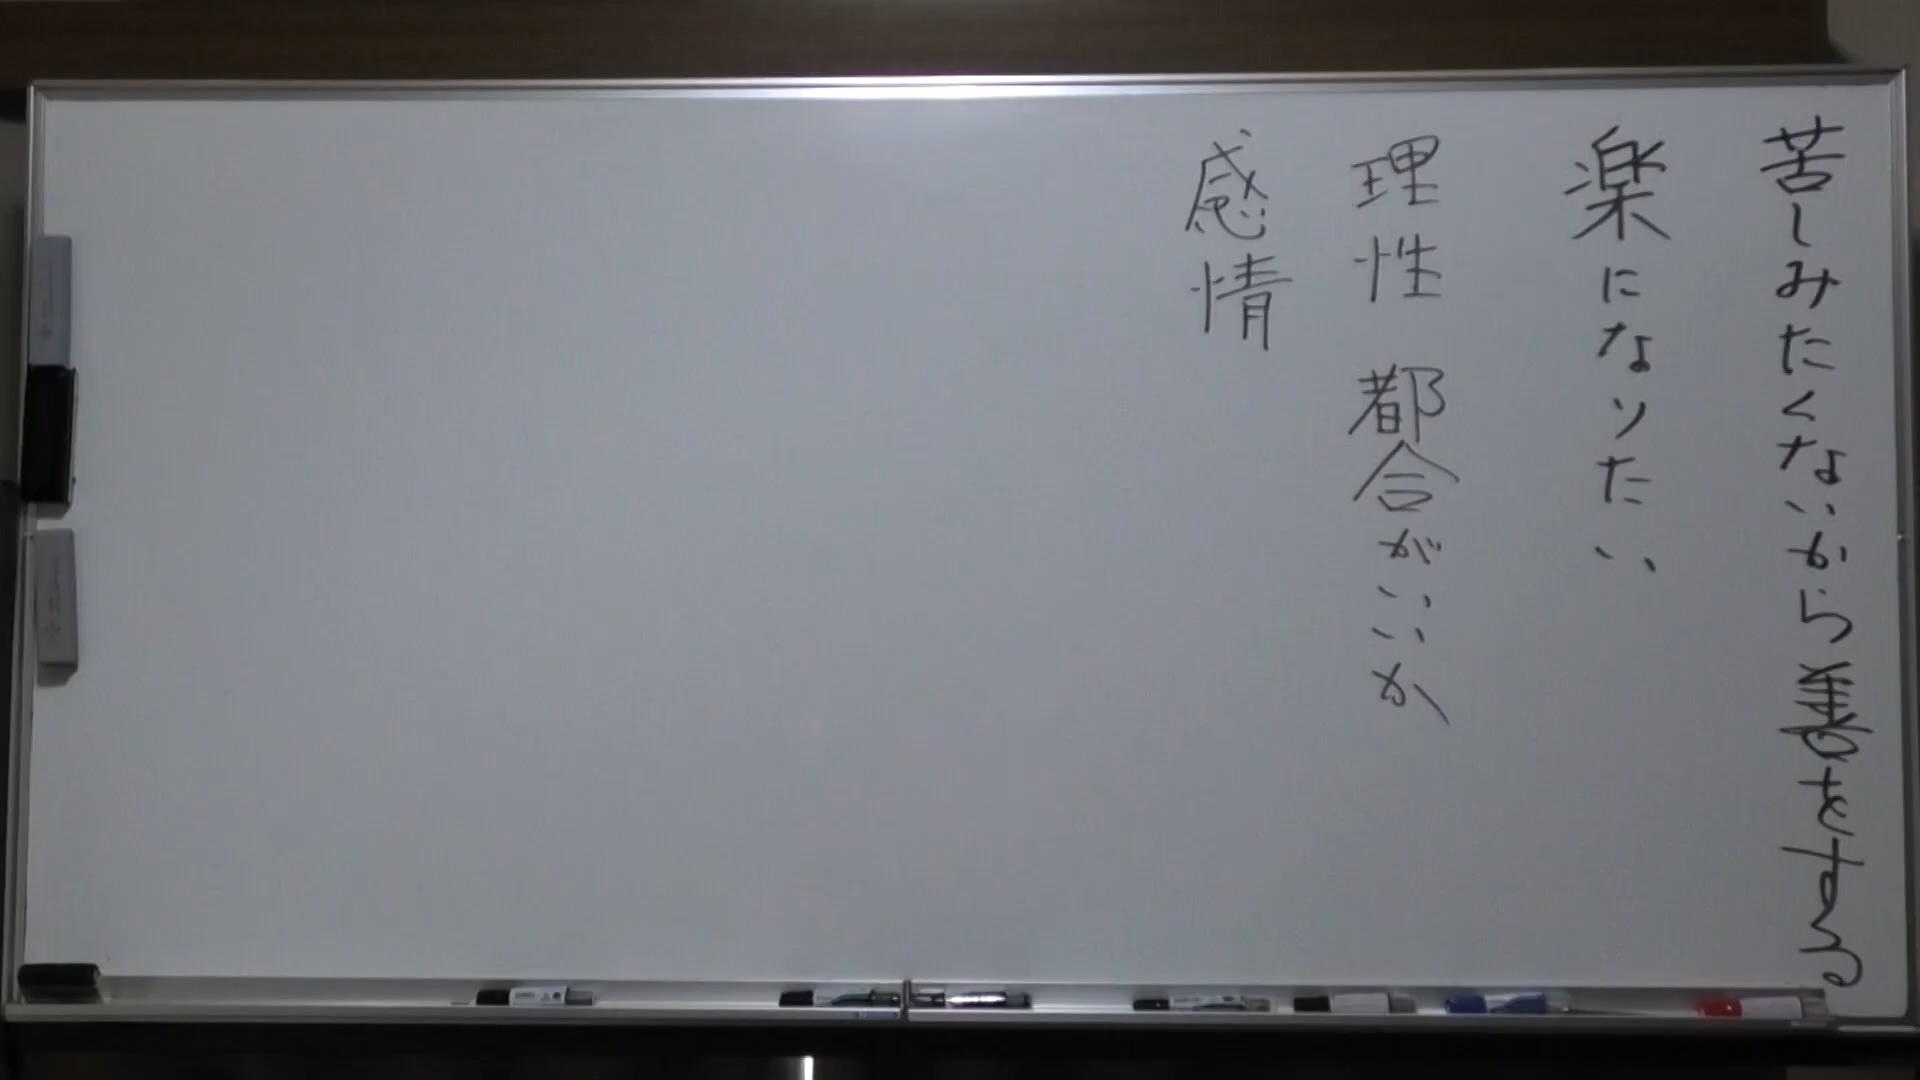 苦しみたくないから善をする。
楽になりたい
理性 都合がいいか
感情